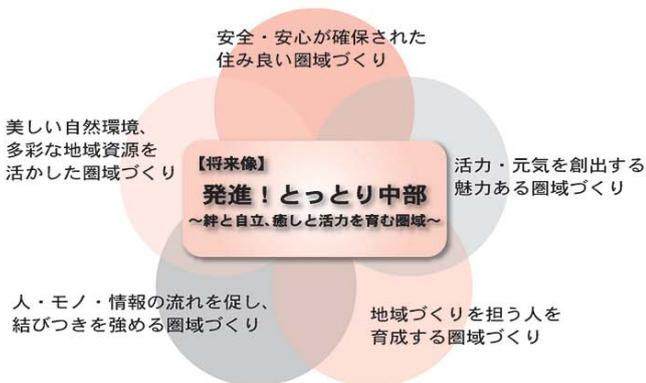 安全・安心が確保された
住み良い圏域づくり
美しい自然環境、
多彩な地域資源を
活かした圏域づくり
【将来像】
発進！とっとり中部
～絆と自立、癒しと活力を育む圏域～
活力・元気を創出する
魅力ある圏域づくり
人・モノ・情報の流れを促し、
結びつきを強める圏域づくり
地域づくりを担う人を
育成する圏域づくり